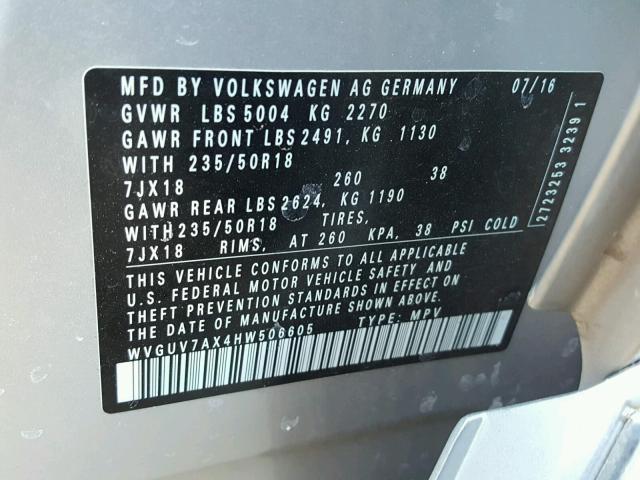 MFD BY VOLKSWAGEN AG GERMANY 07/16
GVWR LBS 5004 KG 2270
GAWR FRONT LBS 2491, KG 1130
WITH 235/50R18
7JX18 260 38
GAWR REAR LBS 2624, KG 1190
WITH 235/50R18 TIRES,
7JX18 RIMS, AT 260 KPA, 38 PSI COLD
THIS VEHICLE CONFORMS TO ALL APPLICABLE
U.S. FEDERAL MOTOR VEHICLE SAFETY AND
THEFT PREVENTION STANDARDS IN EFFECT ON
THE DATE OF MANUFACTURE SHOWN ABOVE.
WVGUV7AX4HW506605 TYPE: MPV
2723253 3239 1